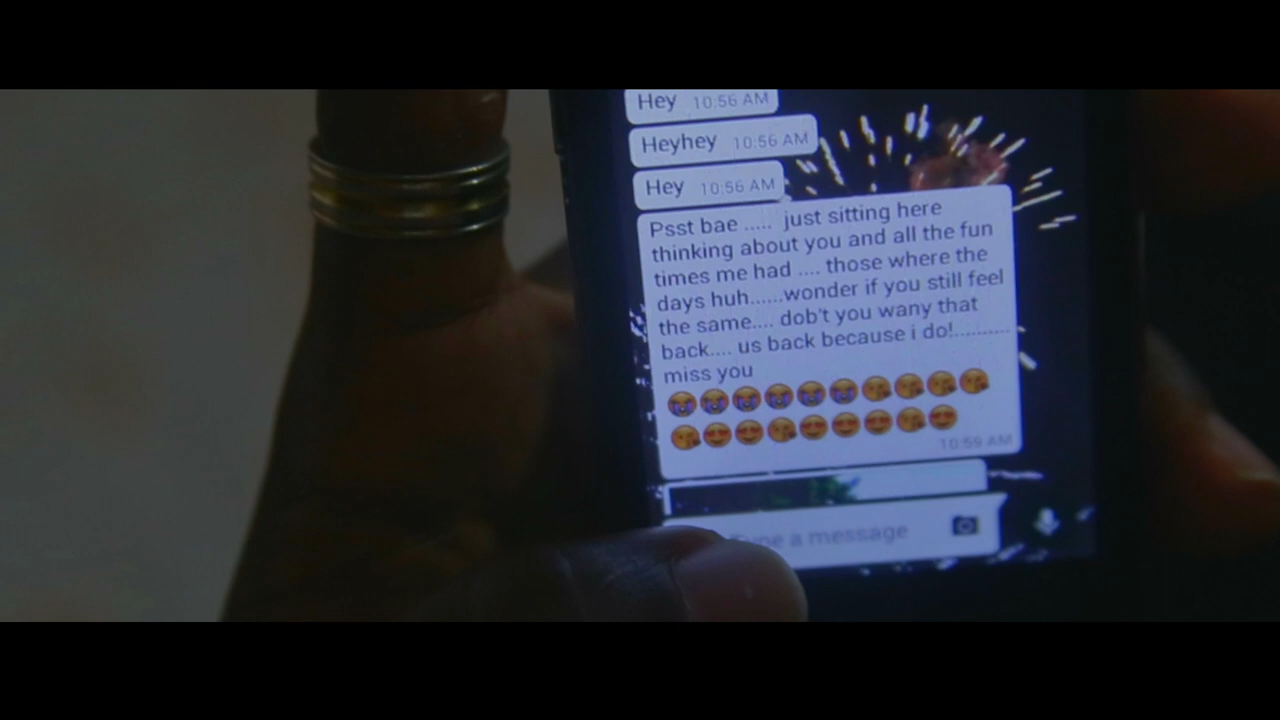 Hey 10:56 AM
Heyhey 10:56 AM
Hey 10:56 AM
Psst bae ..... just sitting here
thinking about you and all the fun
times me had .... those where the
days huh......wonder if you still feel
the same.... dob't you wany that
back.... us back because i do!..........
miss you
😭😭😭😭😭😭😘😘😘😘
😘😍😍😘😍😍😍😘😍
10:59 AM
Type a message